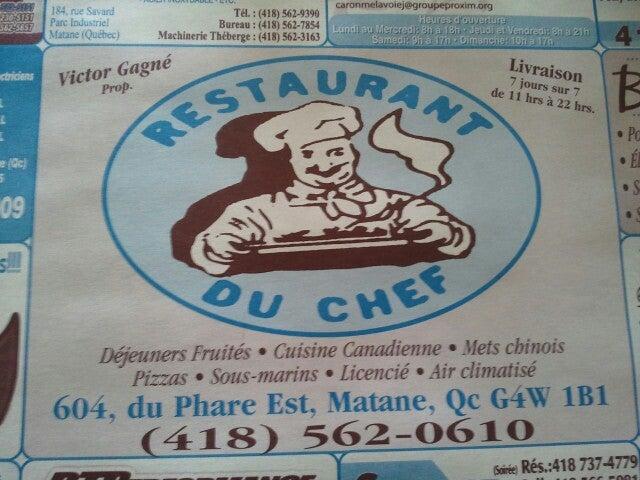 184, rue Savard
Parc Industriel
Matane (Québec)
Tél. : (418) 562-9390
Bureau : (418) 562-7854
Machinerie Théberge : (418) 562-3163
caronmelavoiej@groupeproxim.org
Heures d'ouverture
Lundi au Mercredi: 8h à 18h • Jeudi et Vendredi: 8h à 21h
Samedi: 9h à 17h • Dimanche: 10h à 17h
Victor Gagné
Prop.
Livraison
7 jours sur 7
de 11 hrs à 22 hrs.
RESTAURANT
DU CHEF
Déjeuners Fruités • Cuisine Canadienne • Mets chinois
Pizzas • Sous-marins • Licencié • Air climatisé
604, du Phare Est, Matane, Qc G4W 1B1
(418) 562-0610
(Soirée) Rés.:418 737-4779